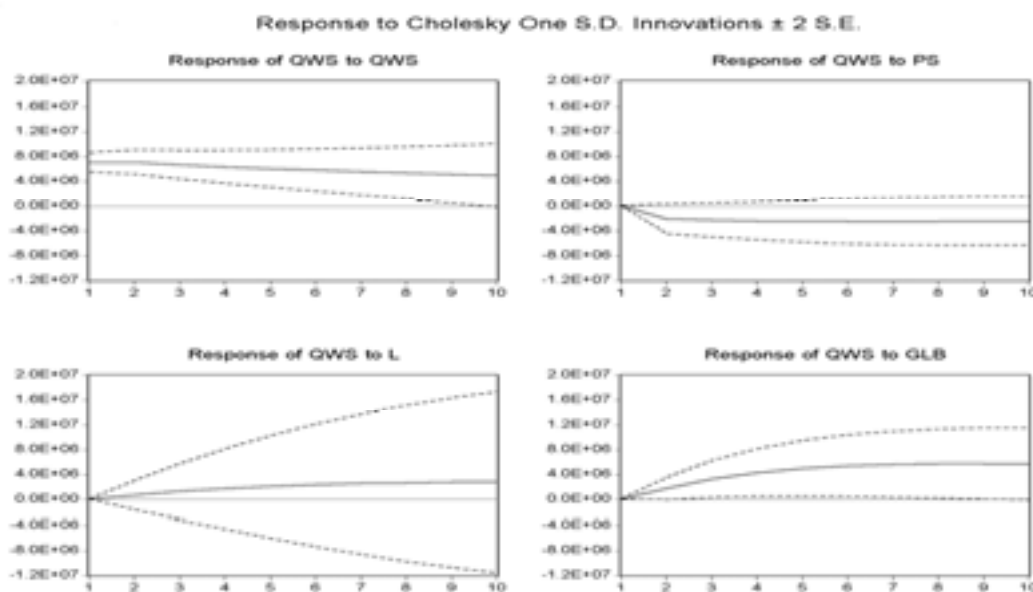 Response to Cholesky One S.D. Innovations ± 2 S.E.
Response of QWS to QWS
2.0E+07
1.6E+07
1.2E+07
8.0E+06
4.0E+06
0.0E+00
-4.0E+06
-8.0E+06
-1.2E+07
1 2 3 4 5 6 7 8 9 10
Response of QWS to PS
2.0E+07
1.6E+07
1.2E+07
8.0E+06
4.0E+06
0.0E+00
-4.0E+06
-8.0E+06
-1.2E+07
1 2 3 4 5 6 7 8 9 10
Response of QWS to L
2.0E+07
1.6E+07
1.2E+07
8.0E+06
4.0E+06
0.0E+00
-4.0E+06
-8.0E+06
-1.2E+07
1 2 3 4 5 6 7 8 9 10
Response of QWS to GLB
2.0E+07
1.6E+07
1.2E+07
8.0E+06
4.0E+06
0.0E+00
-4.0E+06
-8.0E+06
-1.2E+07
1 2 3 4 5 6 7 8 9 10